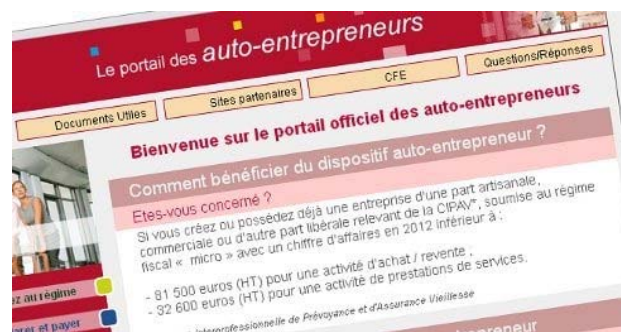 Le portail des auto-entrepreneurs
Documents Utiles
Sites partenaires
CFE
Questions/Réponses
Bienvenue sur le portail officiel des auto-entrepreneurs
Comment bénéficier du dispositif auto-entrepreneur ?
Etes-vous concerné ?
Si vous créez ou possédez déjà une entreprise d'une part artisanale,
commerciale ou d'autre part libérale relevant de la CIPAV*, soumise au régime
fiscal « micro » avec un chiffre d'affaires en 2012 inférieur à :
- 81 500 euros (HT) pour une activité d'achat / revente ,
- 32 600 euros (HT) pour une activité de prestations de services.
interprofessionnelle de Prévoyance et d'Assurance Vieillesse
ez au régime
et payer